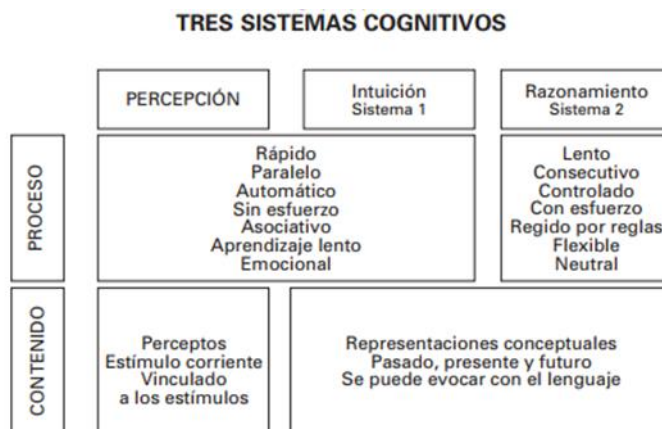 TRES SISTEMAS COGNITIVOS
PERCEPCIÓN
Intuición
Sistema 1
Razonamiento
Sistema 2
PROCESO
Rápido
Paralelo
Automático
Sin esfuerzo
Asociativo
Aprendizaje lento
Emocional
Lento
Consecutivo
Controlado
Con esfuerzo
Regido por reglas
Flexible
Neutral
CONTENIDO
Perceptos
Estímulo corriente
Vinculado
a los estímulos
Representaciones conceptuales
Pasado, presente y futuro
Se puede evocar con el lenguaje